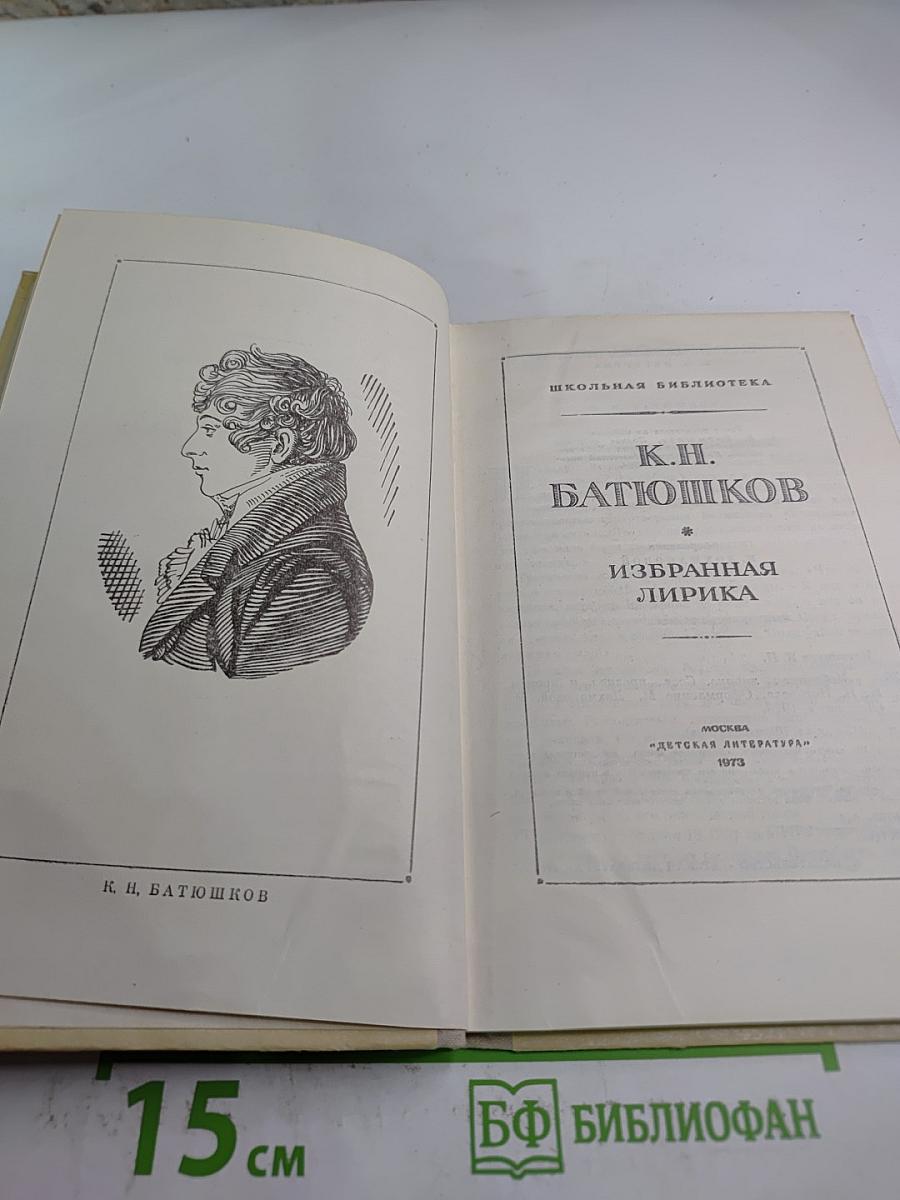 К. Н. БАТЮШКОВ
ШКОЛЬНАЯ БИБЛИОТЕКА
К.Н.
БАТЮШКОВ
*
ИЗБРАННАЯ
ЛИРИКА
МОСКВА
«ДЕТСКАЯ ЛИТЕРАТУРА»
1973
15 см
БФ БИБЛИОФАН